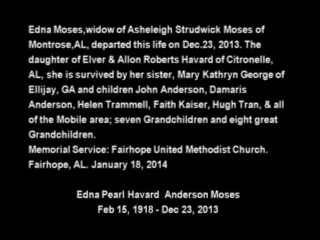 Edna Moses,widow of Asheleigh Strudwick Moses of
Montrose,AL, departed this life on Dec.23, 2013. The
daughter of Elver & Allon Roberts Havard of Citronelle,
AL, she is survived by her sister, Mary Kathryn George of
Ellijay, GA and children John Anderson, Damaris
Anderson, Helen Trammell, Faith Kaiser, Hugh Tran, & all
of the Mobile area; seven Grandchildren and eight great
Grandchildren.
Memorial Service: Fairhope United Methodist Church.
Fairhope, AL. January 18, 2014
Edna Pearl Havard  Anderson Moses
Feb 15, 1918 - Dec 23, 2013